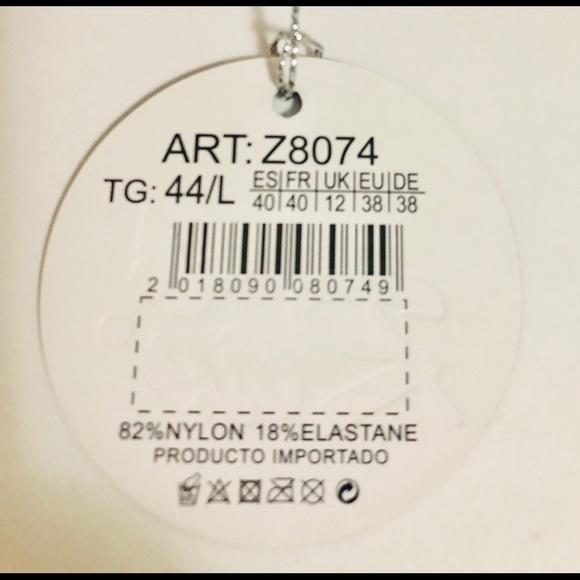 ART: Z8074
TG: 44/L ES FR UK EU DE
40 40 12 38 38
2 018090 080749
82%NYLON 18%ELASTANE
PRODUCTO IMPORTADO